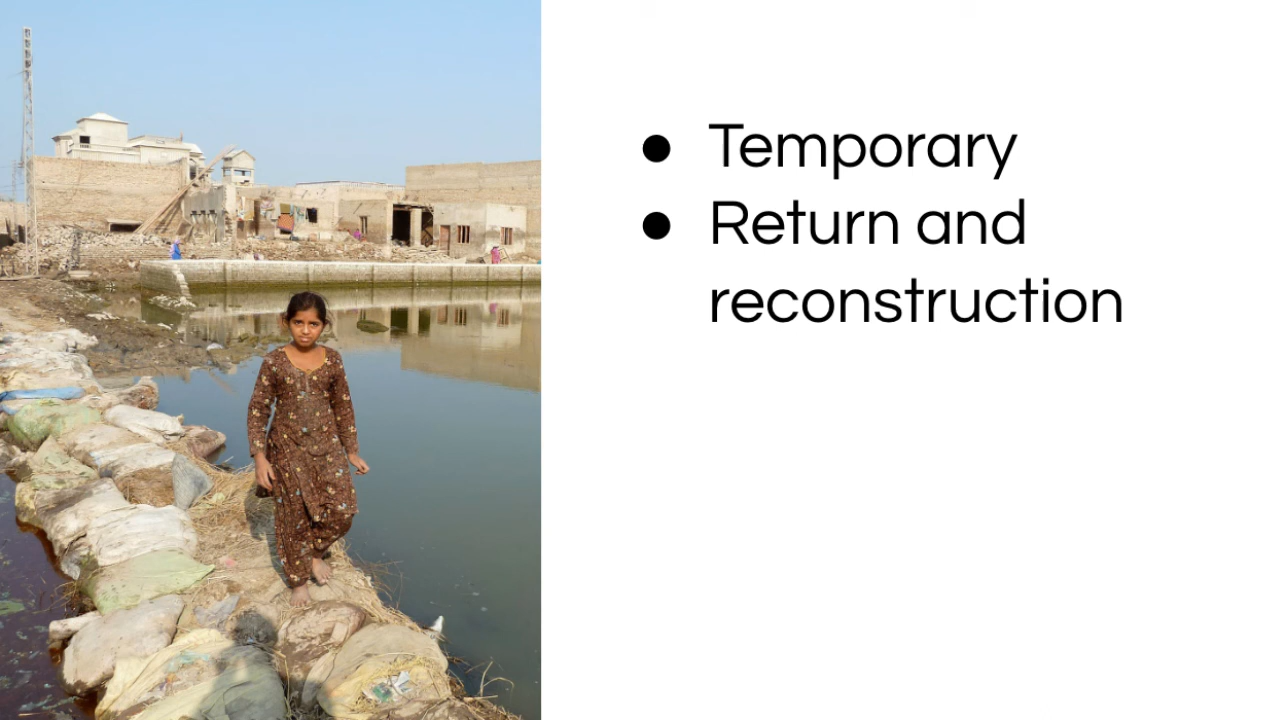 ● Temporary
● Return and
reconstruction